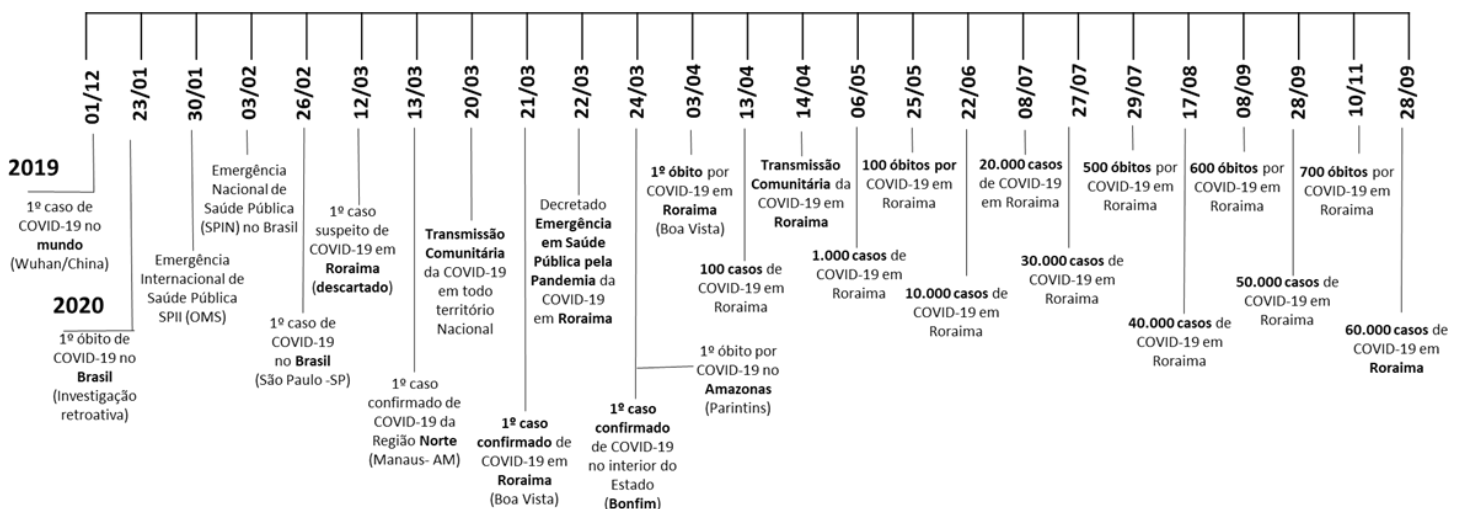 01/12
23/01
30/01
03/02
26/02
12/03
13/03
20/03
21/03
22/03
24/03
03/04
13/04
14/04
06/05
25/05
22/06
08/07
27/07
29/07
17/08
08/09
28/09
10/11
28/09
2019
1º caso de
COVID-19 no
mundo
(Wuhan/China)
2020
1º óbito de
COVID-19 no
Brasil
(Investigação
retroativa)
Emergência
Internacional de
Saúde Pública
SPII (OMS)
Emergência
Nacional de
Saúde Pública
(SPIN) no Brasil
1º caso de
COVID-19
no Brasil
(São Paulo -SP)
1º caso
suspeito de
COVID-19 em
Roraima
(descartado)
1º caso
confirmado de
COVID-19 da
Região Norte
(Manaus- AM)
Transmissão
Comunitária
da COVID-19
em todo
território
Nacional
1º caso
confirmado de
COVID-19 em
Roraima
(Boa Vista)
Decretado
Emergência
em Saúde
Pública pela
Pandemia da
COVID-19
em Roraima
1º caso
confirmado
de COVID-19
no interior do
Estado
(Bonfim)
1º óbito por
COVID-19 no
Amazonas
(Parintins)
1º óbito por
COVID-19 em
Roraima
(Boa Vista)
100 casos de
COVID-19 em
Roraima
Transmissão
Comunitária da
COVID-19 em
Roraima
1.000 casos de
COVID-19 em
Roraima
100 óbitos por
COVID-19 em
Roraima
10.000 casos de
COVID-19 em
Roraima
20.000 casos
de COVID-19
em Roraima
30.000 casos de
COVID-19 em
Roraima
500 óbitos por
COVID-19 em
Roraima
40.000 casos de
COVID-19 em
Roraima
600 óbitos por
COVID-19 em
Roraima
50.000 casos de
COVID-19 em
Roraima
700 óbitos por
COVID-19 em
Roraima
60.000 casos de
COVID-19 em
Roraima